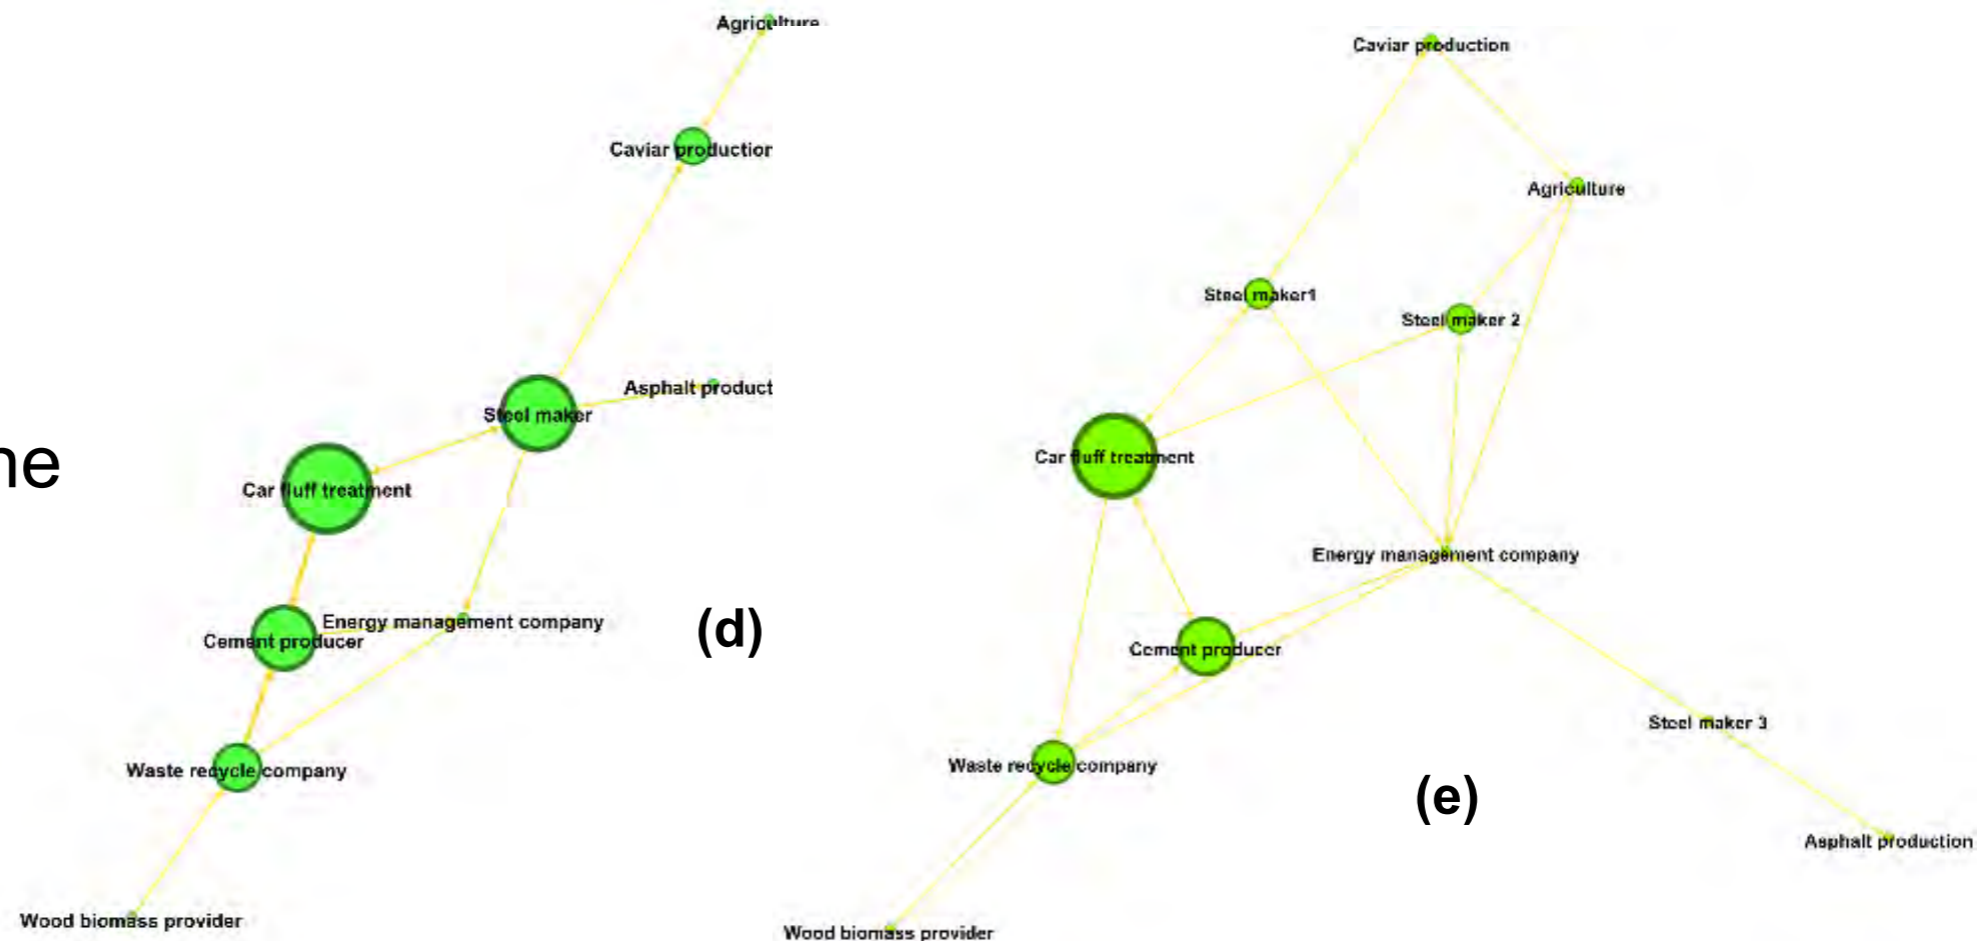 Agriculture
Caviar production
Asphalt product
Steel maker
ne
Car fluff treatment
Energy management company
Cement producer
(d)
Waste recycle company
Wood biomass provider
Caviar production
Agriculture
Steel maker1
Steel maker 2
Car fluff treatment
Energy management company
Cement producer
Steel maker 3
Waste recycle company
(e)
Asphalt production
Wood biomass provider